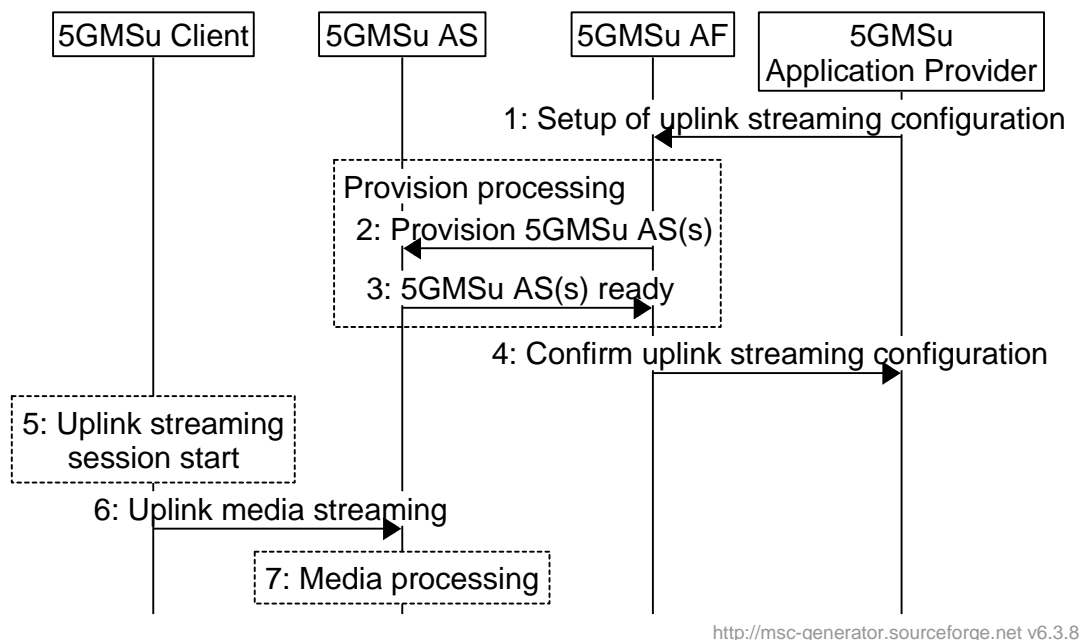 5GMSu Client
5GMSu AS
5GMSu AF
5GMSu
Application Provider
1: Setup of uplink streaming configuration
Provision processing
2: Provision 5GMSu AS(s)
3: 5GMSu AS(s) ready
4: Confirm uplink streaming configuration
5: Uplink streaming
session start
6: Uplink media streaming
7: Media processing
http://msc-generator.sourceforge.net v6.3.8